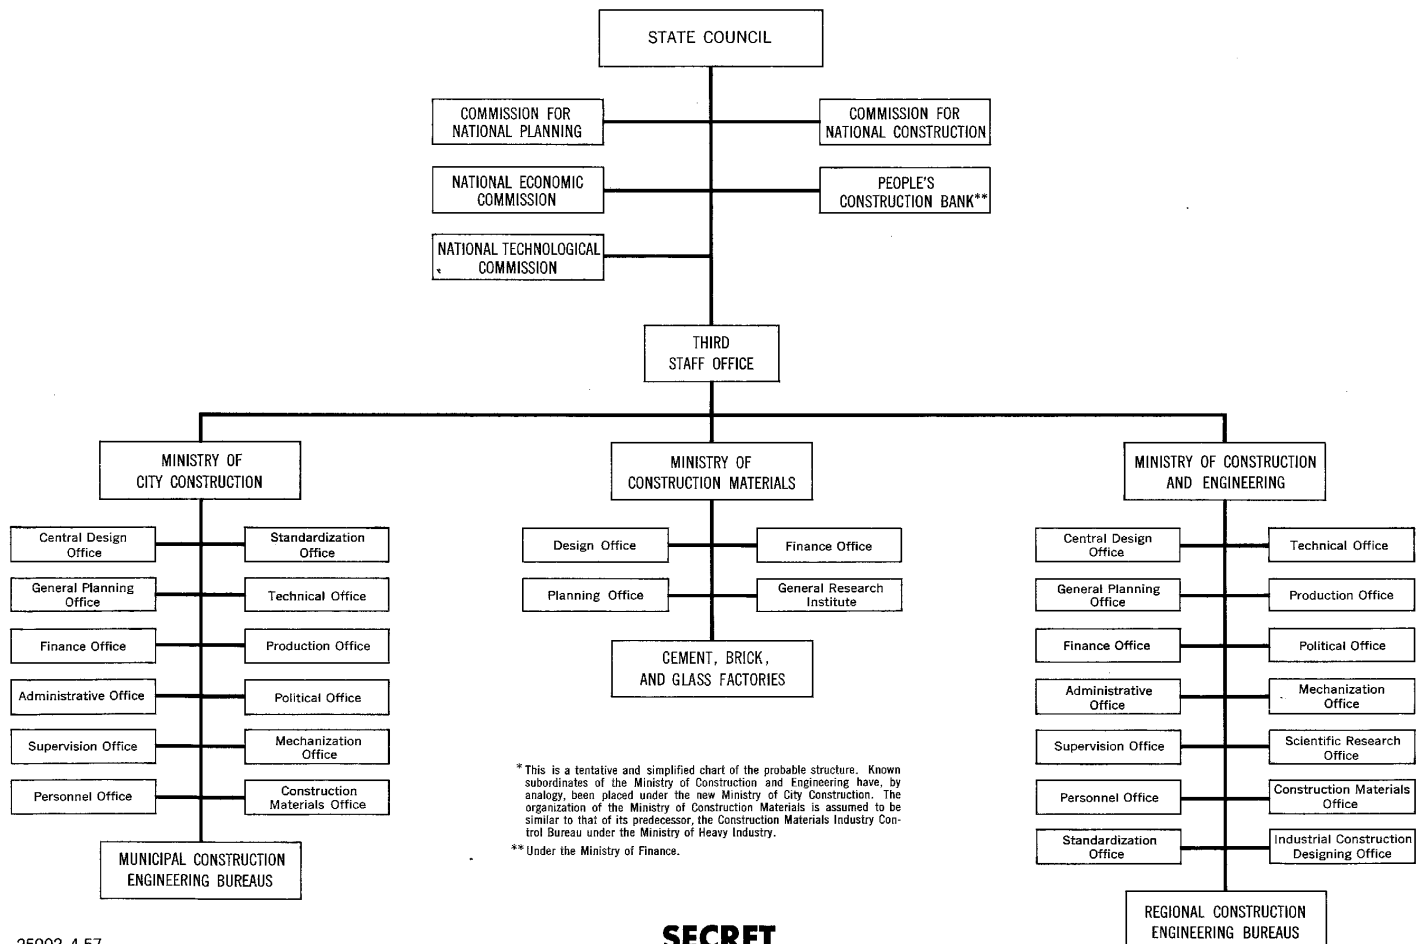 STATE COUNCIL
COMMISSION FOR
NATIONAL PLANNING
COMMISSION FOR
NATIONAL CONSTRUCTION
NATIONAL ECONOMIC
COMMISSION
PEOPLE'S
CONSTRUCTION BANK**
NATIONAL TECHNOLOGICAL
COMMISSION
THIRD
STAFF OFFICE
MINISTRY OF
CITY CONSTRUCTION
Central Design
Office
Standardization
Office
General Planning
Office
Technical Office
Finance Office
Production Office
Administrative Office
Political Office
Supervision Office
Mechanization
Office
Personnel Office
Construction
Materials Office
MUNICIPAL CONSTRUCTION
ENGINEERING BUREAUS
MINISTRY OF
CONSTRUCTION MATERIALS
Design Office
Finance Office
Planning Office
General Research
Institute
CEMENT, BRICK,
AND GLASS FACTORIES
MINISTRY OF CONSTRUCTION
AND ENGINEERING
Central Design
Office
Technical Office
General Planning
Office
Production Office
Finance Office
Political Office
Administrative
Office
Mechanization
Office
Supervision Office
Scientific Research
Office
Personnel Office
Construction Materials
Office
Standardization
Office
Industrial Construction
Designing Office
REGIONAL CONSTRUCTION
ENGINEERING BUREAUS
* This is a tentative and simplified chart of the probable structure. Known
subordinates of the Ministry of Construction and Engineering have, by
analogy, been placed under the new Ministry of City Construction. The
organization of the Ministry of Construction Materials is assumed to be
similar to that of its predecessor, the Construction Materials Industry Con-
trol Bureau under the Ministry of Heavy Industry.
** Under the Ministry of Finance.
SECRET